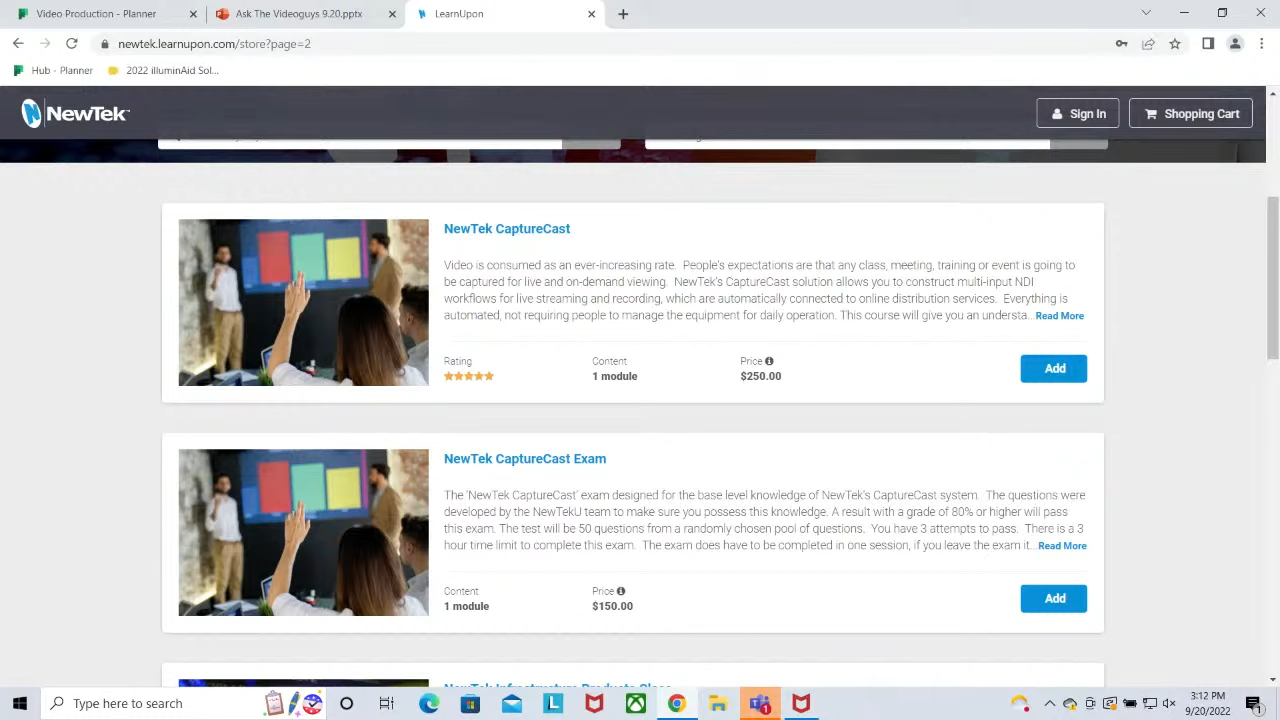 Video Production - Planner
Ask The Videoguys 9.20.pptx
LearnUpon
newtek.learnupon.com/store?page=2
Hub - Planner
2022 illuminAid Sol...
N NewTek™
Sign In
Shopping Cart
NewTek CaptureCast
Video is consumed as an ever-increasing rate. People's expectations are that any class, meeting, training or event is going to
be captured for live and on-demand viewing. NewTek's CaptureCast solution allows you to construct multi-input NDI
workflows for live streaming and recording, which are automatically connected to online distribution services. Everything is
automated, not requiring people to manage the equipment for daily operation. This course will give you an understa...Read More
Rating
Content
Price
1 module
$250.00
Add
NewTek CaptureCast Exam
The 'NewTek CaptureCast' exam designed for the base level knowledge of NewTek's CaptureCast system. The questions were
developed by the NewTekU team to make sure you possess this knowledge. A result with a grade of 80% or higher will pass
this exam. The test will be 50 questions from a randomly chosen pool of questions. You have 3 attempts to pass. There is a 3
hour time limit to complete this exam. The exam does have to be completed in one session, if you leave the exam it...Read More
Content
Price
1 module
$150.00
Add
NewTek Infrastructure Products Class
Type here to search
3:12 PM
9/20/2022